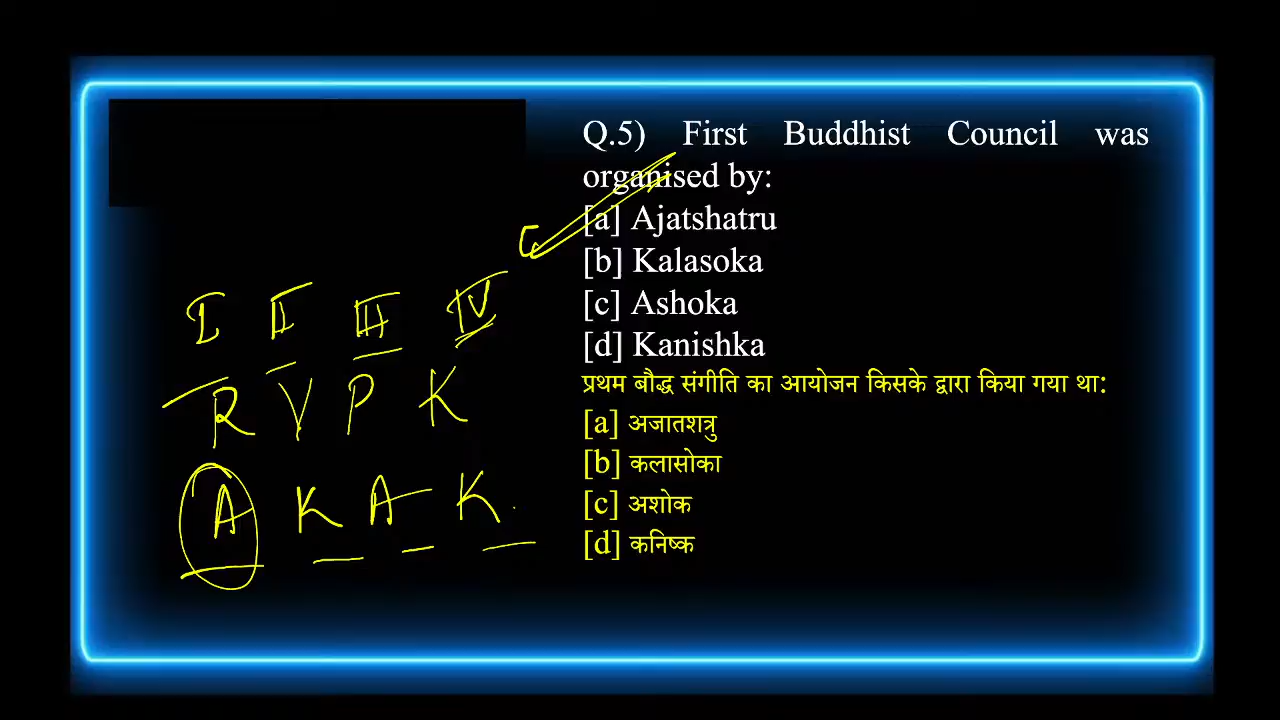 Q.5) First Buddhist Council was
organised by:
[a] Ajatshatru
[b] Kalasoka
[c] Ashoka
[d] Kanishka
प्रथम बौद्ध संगीति का आयोजन किसके द्वारा किया गया था:
[a] अजातशत्रु
[b] कलासोका
[c] अशोक
[d] कनिष्क
I II III IV
R V P K
A K A K